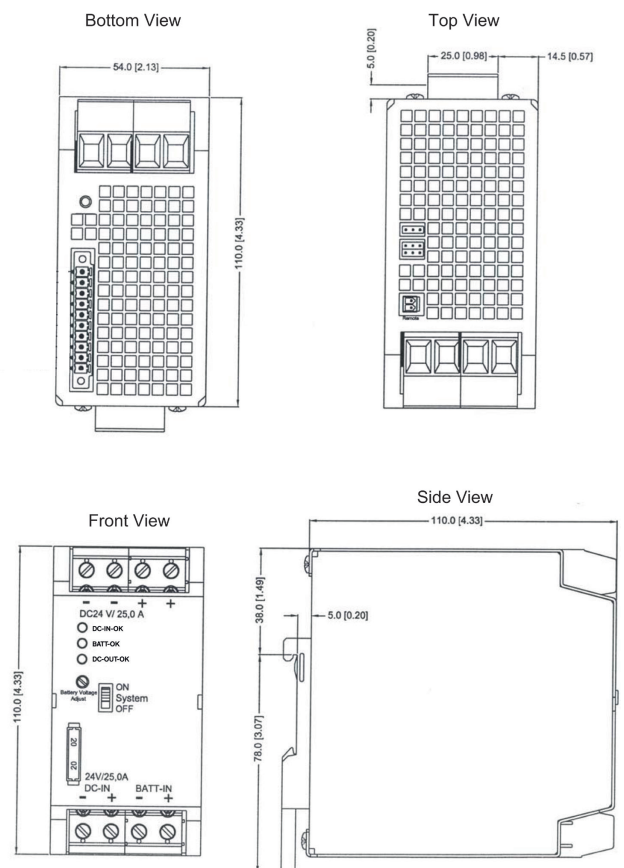 Bottom View
Top View
54.0 [2.13]
110.0 [4.33]
5.0 [0.20]
25.0 [0.98]
14.5 [0.57]
Remote
Front View
Side View
110.0 [4.33]
- - + +
DC24 V/ 25,0 A
DC-IN-OK
BATT-OK
DC-OUT-OK
Battery Voltage
Adjust
ON
System
OFF
20 20
24V/25,0A
DC-IN BATT-IN
- + - +
110.0 [4.33]
38.0 [1.49]
5.0 [0.20]
78.0 [3.07]